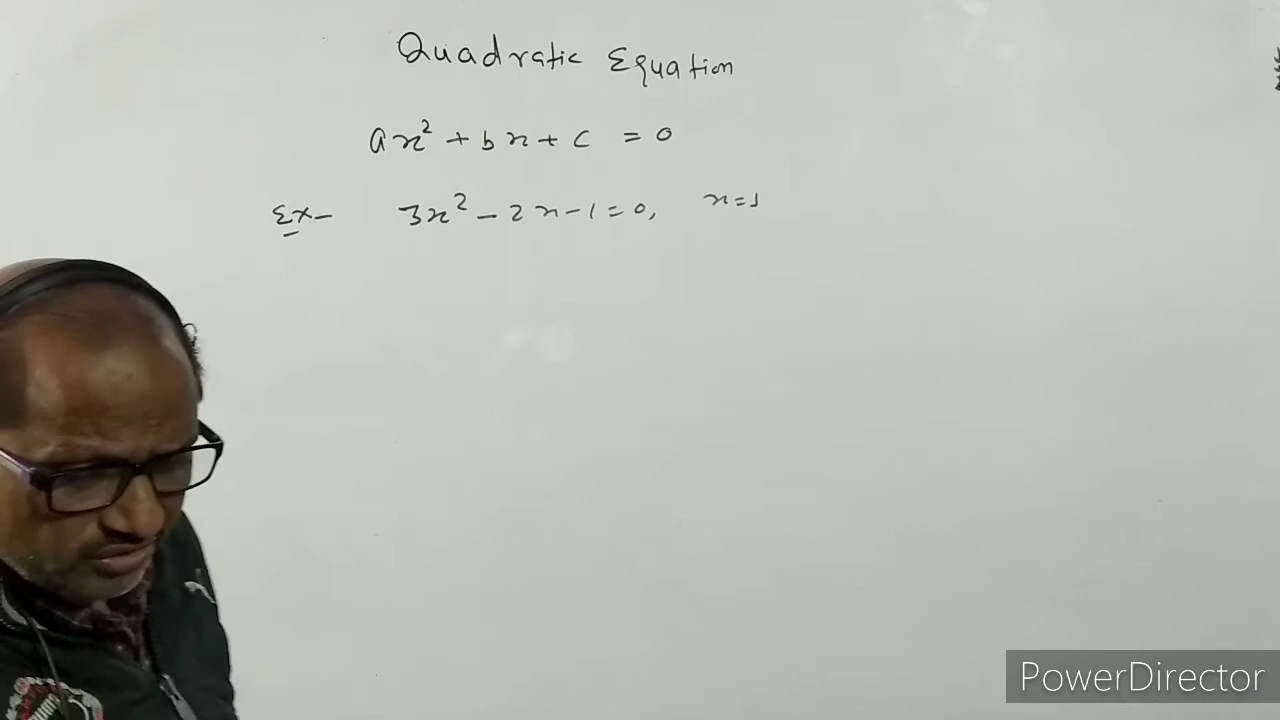 Quadratic Equation
ax² + bx + c = 0
Ex- 3x² - 2x - 1 = 0, x=1
PowerDirector